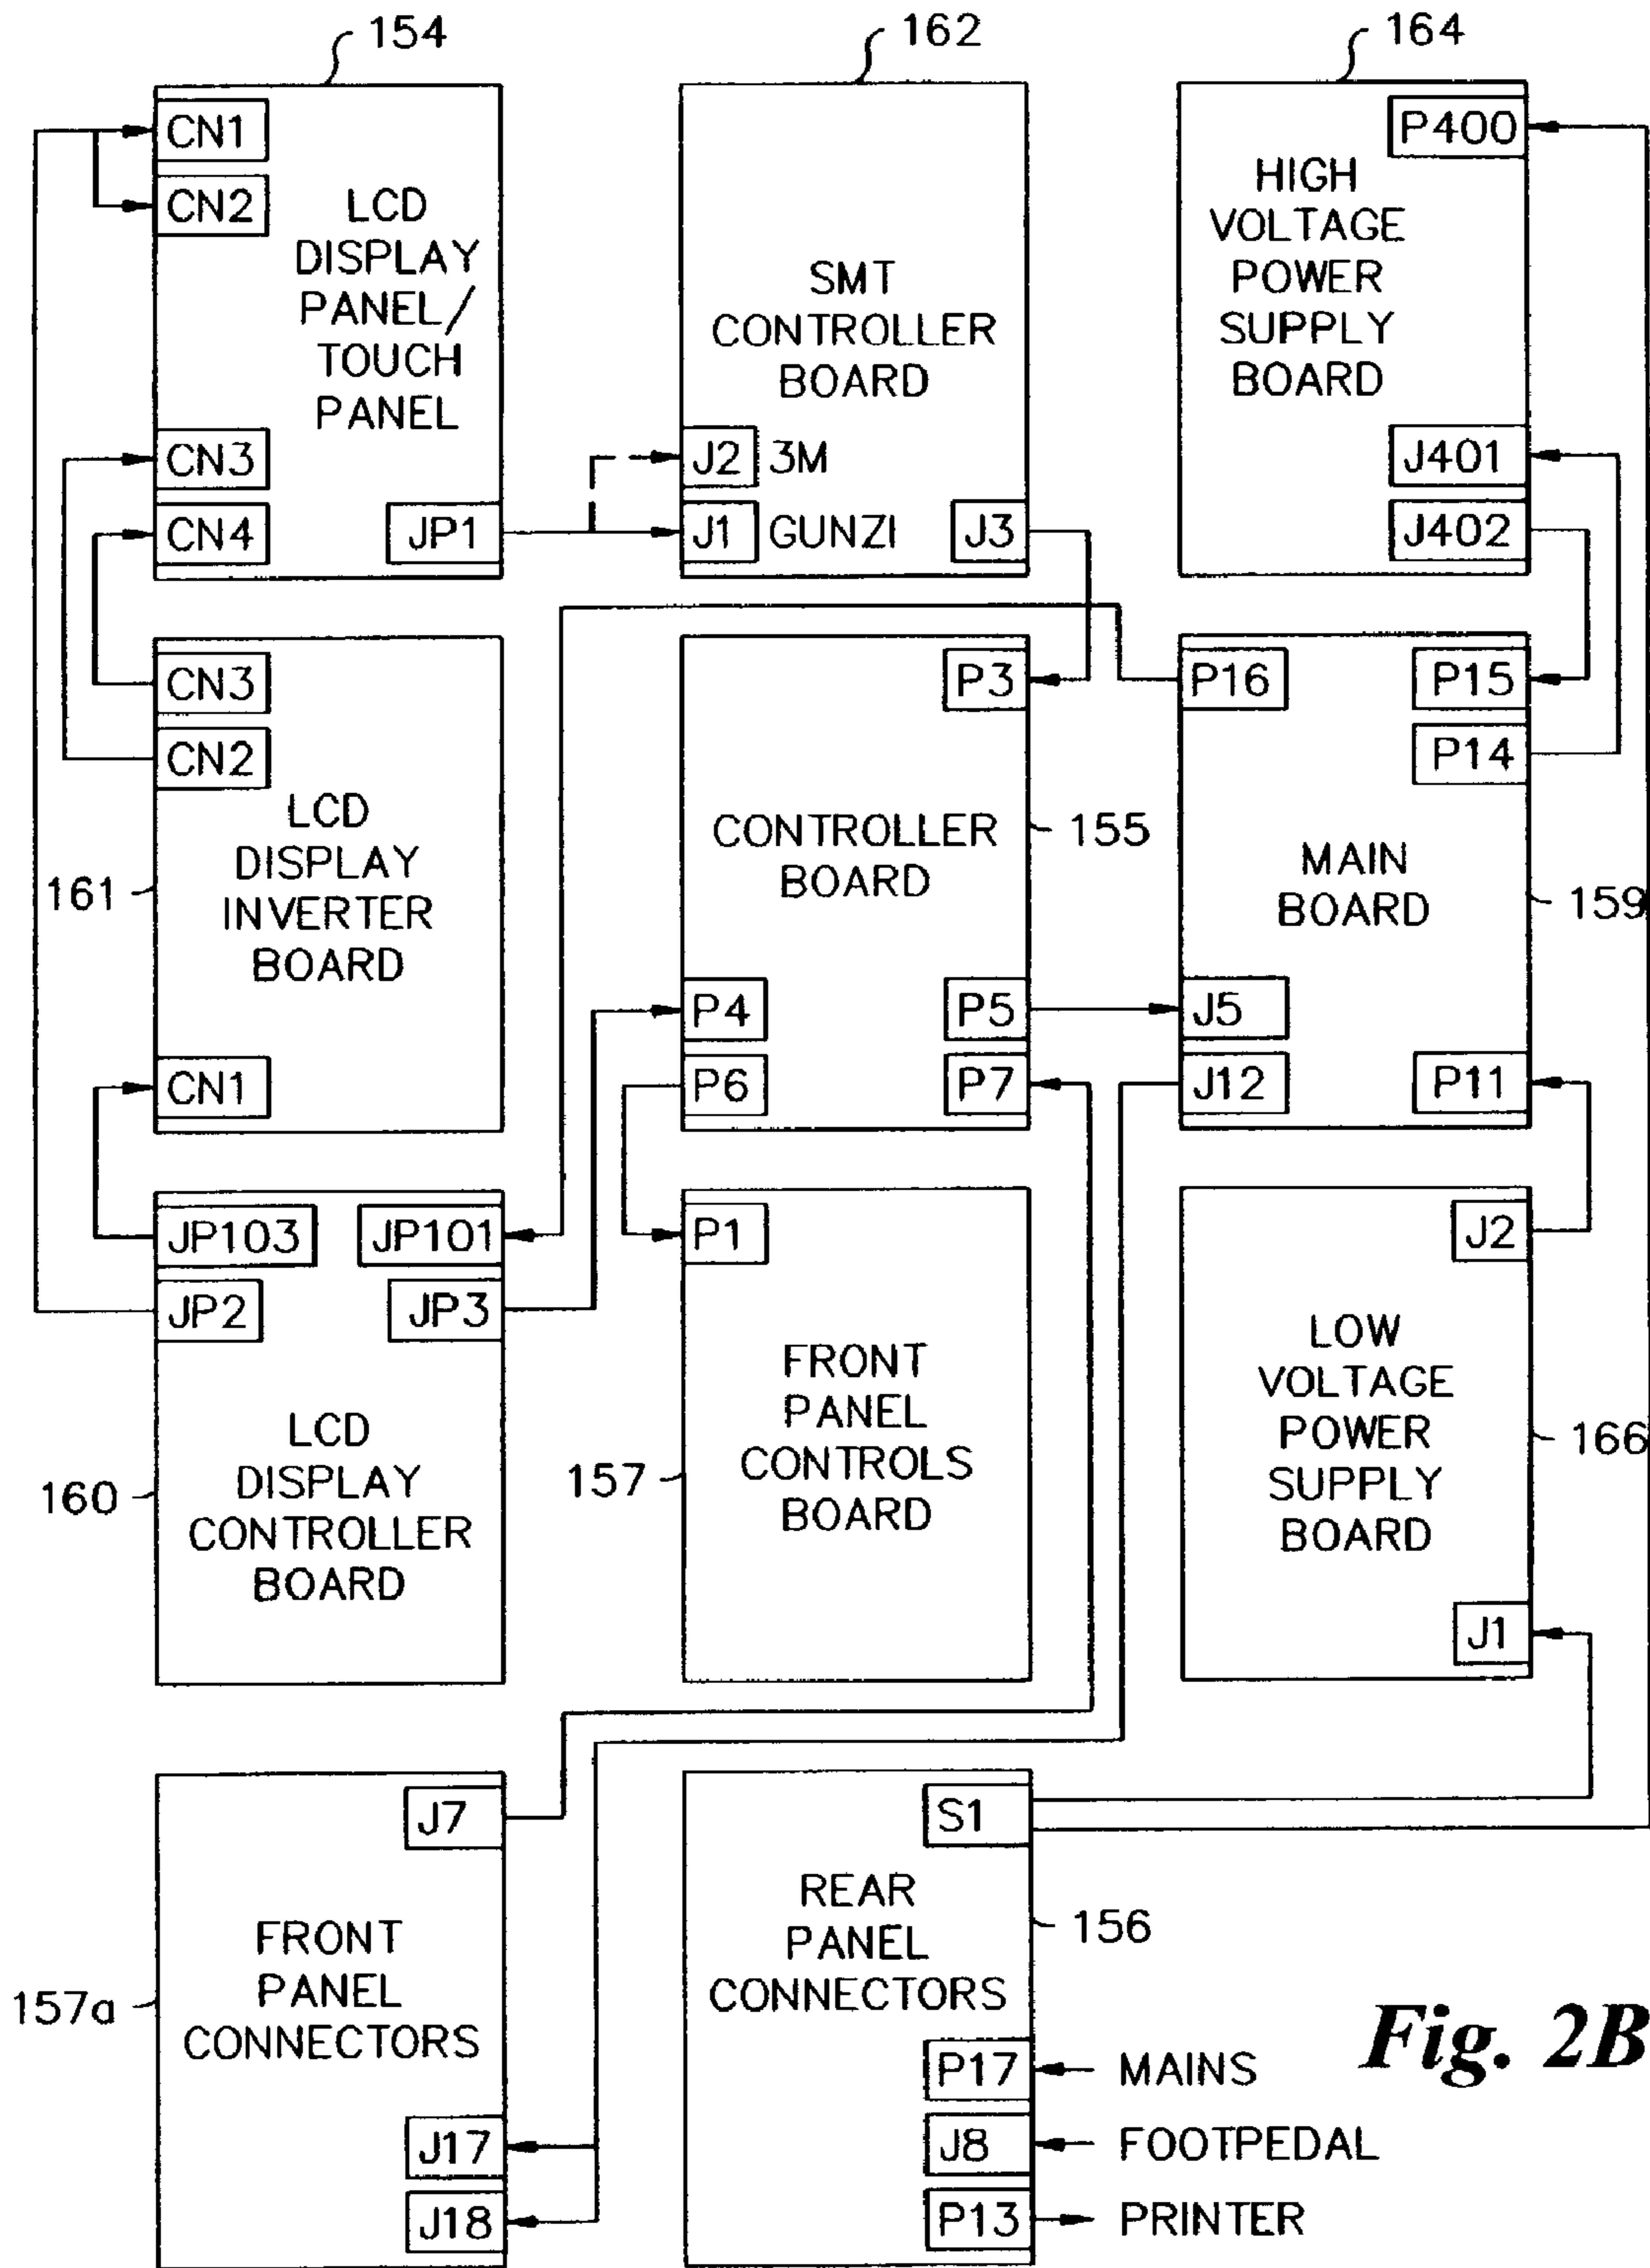 154
162
164
CN1
CN2
LCD
DISPLAY
PANEL/
TOUCH
PANEL
CN3
CN4
JP1
SMT
CONTROLLER
BOARD
J2 3M
J1 GUNZI
J3
P400
HIGH
VOLTAGE
POWER
SUPPLY
BOARD
J401
J402
CN3
CN2
LCD
DISPLAY
INVERTER
BOARD
161
CN1
P3
CONTROLLER
BOARD
155
P4
P5
P6
P7
P16
P15
P14
MAIN
BOARD
159
J5
J12
P11
JP103
JP101
JP2
JP3
LCD
DISPLAY
CONTROLLER
BOARD
160
P1
FRONT
PANEL
CONTROLS
BOARD
157
J2
LOW
VOLTAGE
POWER
SUPPLY
BOARD
166
J1
J7
FRONT
PANEL
CONNECTORS
157a
J17
J18
S1
REAR
PANEL
CONNECTORS
156
P17 MAINS
J8 FOOTPEDAL
P13 PRINTER
Fig. 2B